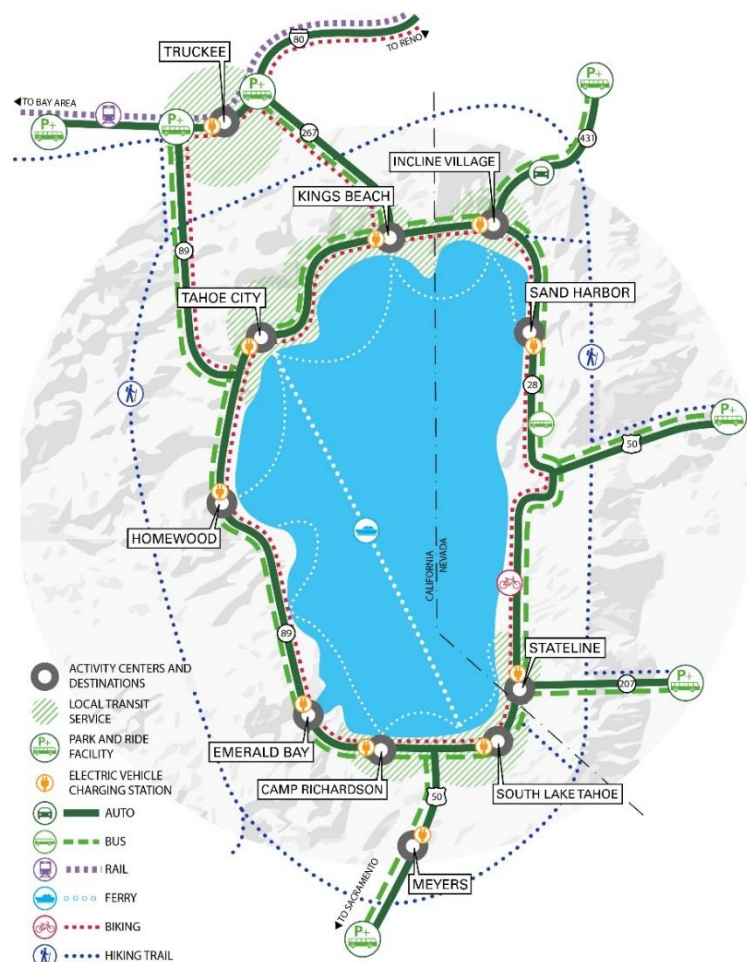 TRUCKEE
80
TO RENO
TO BAY AREA
P+
P+
P+
P+
267
431
INCLINE VILLAGE
KINGS BEACH
89
TAHOE CITY
SAND HARBOR
28
P+
50
HOMEWOOD
CALIFORNIA
NEVADA
89
STATELINE
207
P+
EMERALD BAY
CAMP RICHARDSON
SOUTH LAKE TAHOE
50
MEYERS
TO SACRAMENTO
P+
ACTIVITY CENTERS AND
DESTINATIONS
LOCAL TRANSIT
SERVICE
P+
PARK AND RIDE
FACILITY
ELECTRIC VEHICLE
CHARGING STATION
AUTO
BUS
RAIL
FERRY
BIKING
HIKING TRAIL